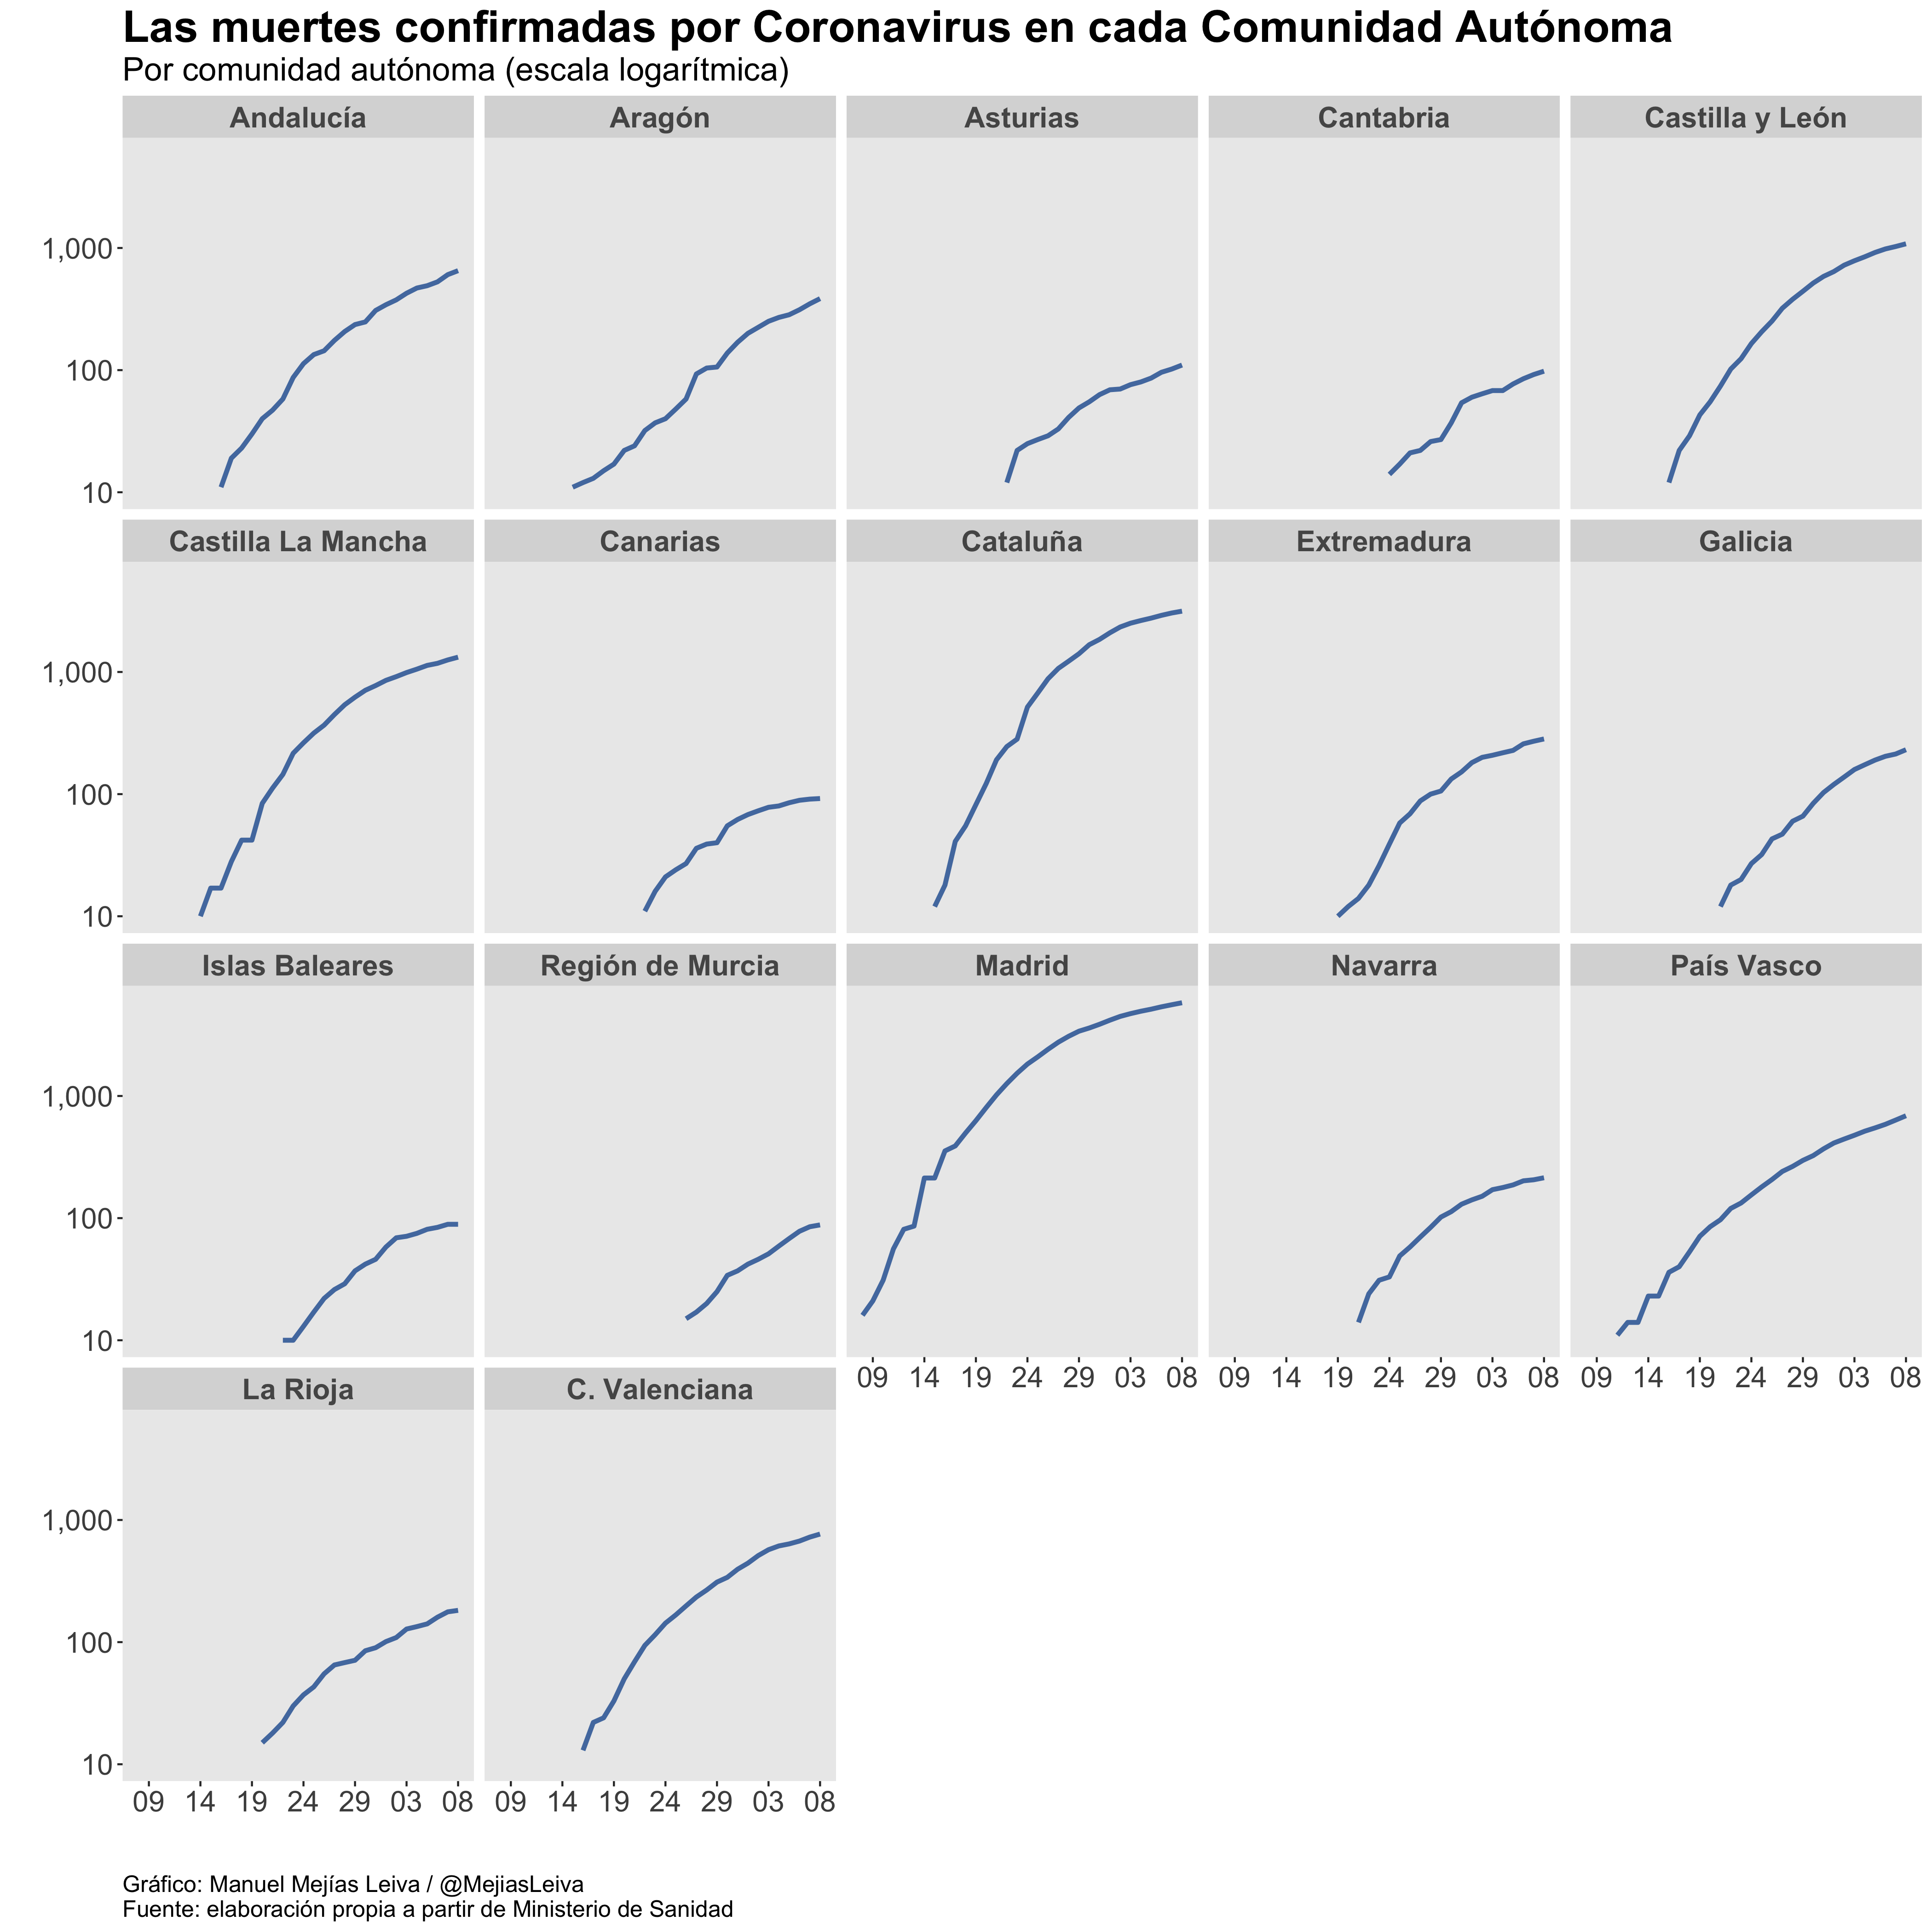 Las muertes confirmadas por Coronavirus en cada Comunidad Autónoma
Por comunidad autónoma (escala logarítmica)
Andalucía Aragón Asturias Cantabria Castilla y León
1,000
100
10
Castilla La Mancha Canarias Cataluña Extremadura Galicia
1,000
100
10
Islas Baleares Región de Murcia Madrid Navarra País Vasco
1,000
100
10
09 14 19 24 29 03 08 09 14 19 24 29 03 08 09 14 19 24 29 03 08
La Rioja C. Valenciana
1,000
100
10
09 14 19 24 29 03 08 09 14 19 24 29 03 08
Gráfico: Manuel Mejías Leiva / @MejiasLeiva
Fuente: elaboración propia a partir de Ministerio de Sanidad